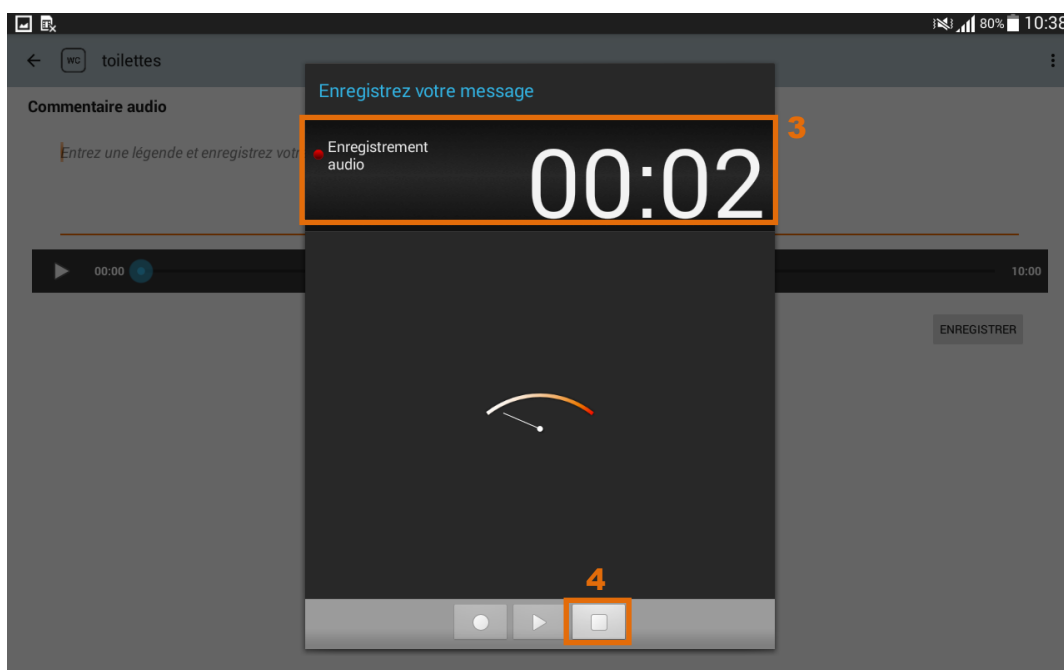 80% 10:38
WC toilettes
Enregistrez votre message
Commentaire audio
3
Enregistrement
audio
00:02
Entrez une légende et enregistrez votr
00:00
10:00
ENREGISTRER
4